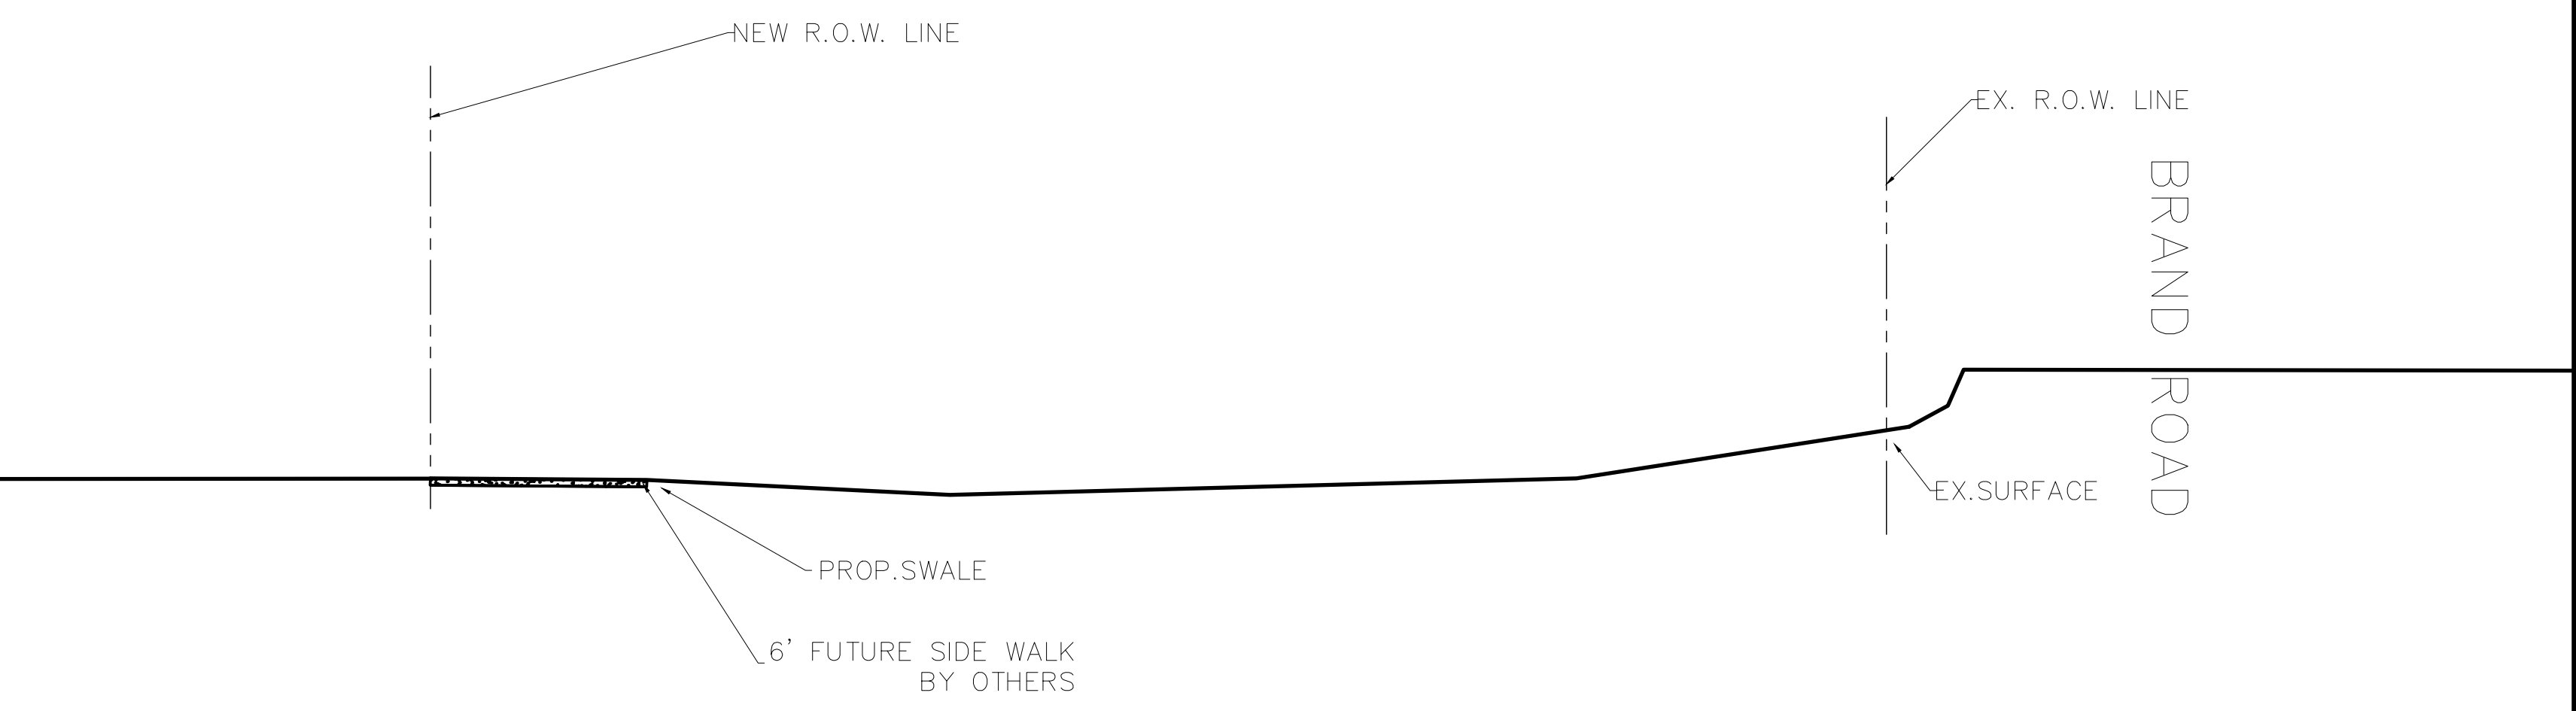 NEW R.O.W. LINE
EX. R.O.W. LINE
BRAND ROAD
EX.SURFACE
PROP.SWALE
6' FUTURE SIDE WALK
BY OTHERS